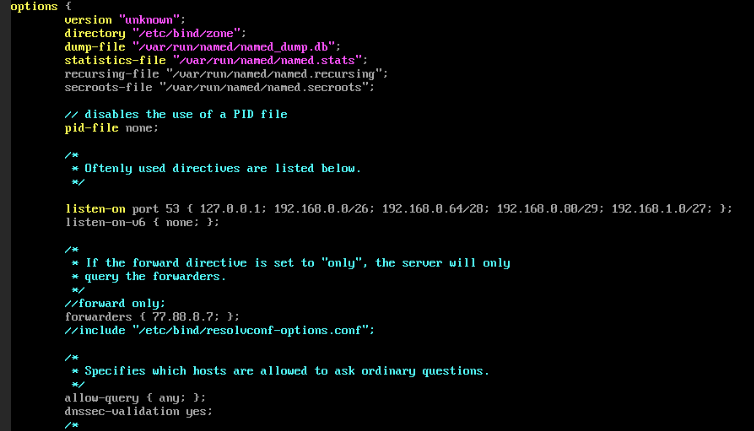 options {
version "unknown";
directory "/etc/bind/zone";
dump-file "/var/run/named/named_dump.db";
statistics-file "/var/run/named/named.stats";
recursing-file "/var/run/named/named.recursing";
secroots-file "/var/run/named/named.secroots";
// disables the use of a PID file
pid-file none;
/*
* Oftenly used directives are listed below.
*/
listen-on port 53 { 127.0.0.1; 192.168.0.0/26; 192.168.0.64/28; 192.168.0.80/29; 192.168.1.0/27; };
listen-on-v6 { none; };
/*
* If the forward directive is set to "only", the server will only
* query the forwarders.
*/
//forward only;
forwarders { 77.88.8.7; };
//include "/etc/bind/resolvconf-options.conf";
/*
* Specifies which hosts are allowed to ask ordinary questions.
*/
allow-query { any; };
dnssec-validation yes;
/*